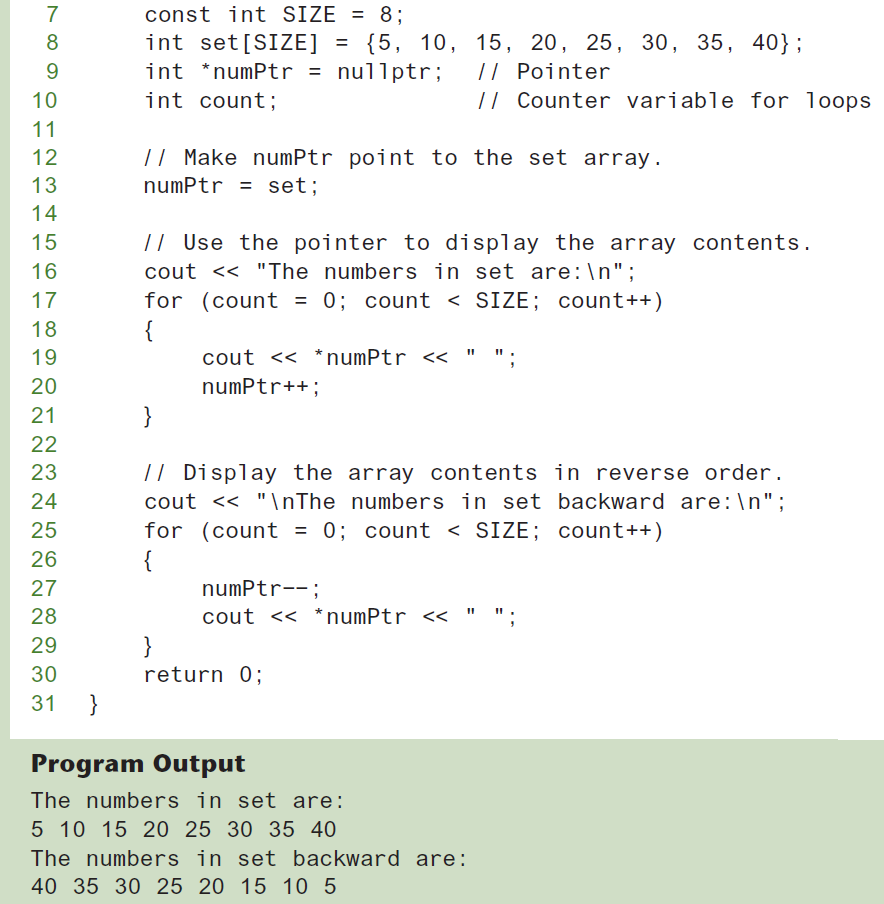 7 const int SIZE = 8;
8 int set[SIZE] = {5, 10, 15, 20, 25, 30, 35, 40};
9 int *numPtr = nullptr; // Pointer
10 int count; // Counter variable for loops
11
12 // Make numPtr point to the set array.
13 numPtr = set;
14
15 // Use the pointer to display the array contents.
16 cout << "The numbers in set are:\n";
17 for (count = 0; count < SIZE; count++)
18 {
19 cout << *numPtr << " ";
20 numPtr++;
21 }
22
23 // Display the array contents in reverse order.
24 cout << "\nThe numbers in set backward are:\n";
25 for (count = 0; count < SIZE; count++)
26 {
27 numPtr--;
28 cout << *numPtr << " ";
29 }
30 return 0;
31 }
Program Output
The numbers in set are:
5 10 15 20 25 30 35 40
The numbers in set backward are:
40 35 30 25 20 15 10 5